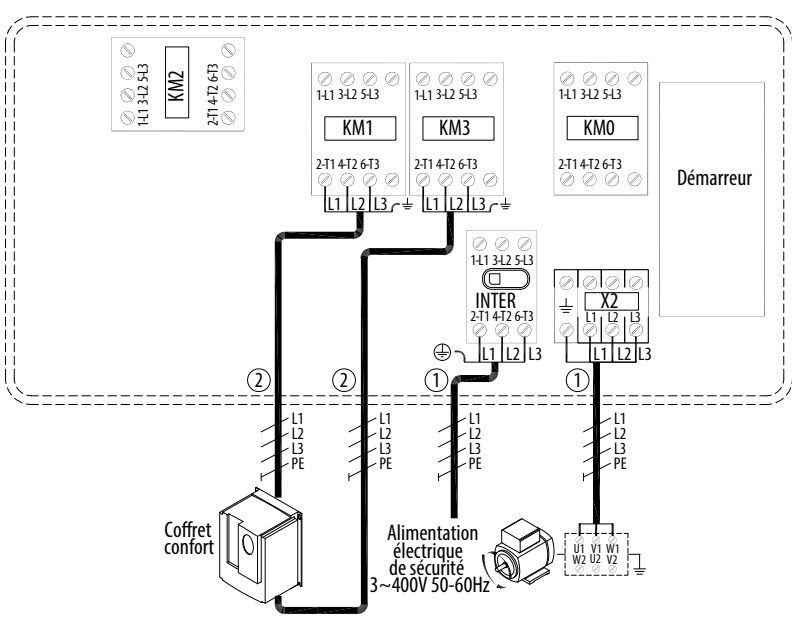 1-L1 3-L2 5-L3
KM2
2-T1 4-T2 6-T3
1-L1 3-L2 5-L3
KM1
2-T1 4-T2 6-T3
L1 L2 L3
1-L1 3-L2 5-L3
KM3
2-T1 4-T2 6-T3
L1 L2 L3
1-L1 3-L2 5-L3
KM0
2-T1 4-T2 6-T3
Démarreur
1-L1 3-L2 5-L3
INTER
2-T1 4-T2 6-T3
L1 L2 L3
X2
L1 L2 L3
L1 L2 L3
2
2
1
1
L1
L2
L3
PE
L1
L2
L3
PE
L1
L2
L3
PE
L1
L2
L3
PE
Coffret
confort
Alimentation
électrique
de sécurité
3~400V 50-60Hz
U1 V1 W1
W2 U2 V2